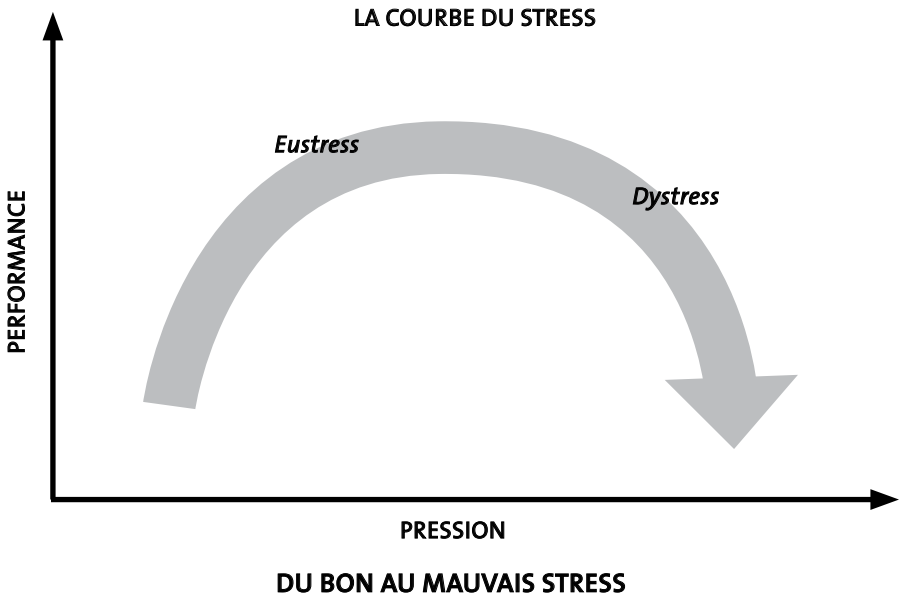 LA COURBE DU STRESS
Eustress
Dystress
PERFORMANCE
PRESSION
DU BON AU MAUVAIS STRESS